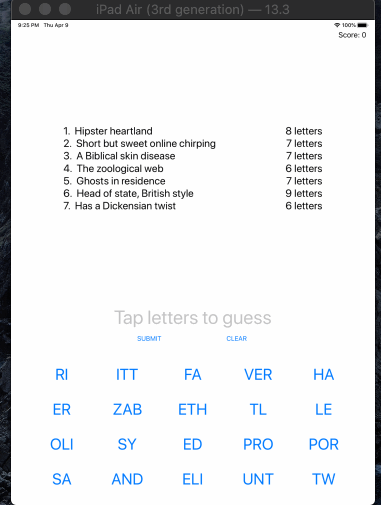 iPad Air (3rd generation) — 13.3
9:25 PM Thu Apr 9 100%
Score: 0
1. Hipster heartland 8 letters
2. Short but sweet online chirping 7 letters
3. A Biblical skin disease 7 letters
4. The zoological web 6 letters
5. Ghosts in residence 7 letters
6. Head of state, British style 9 letters
7. Has a Dickensian twist 6 letters
Tap letters to guess
SUBMIT CLEAR
RI ITT FA VER HA
ER ZAB ETH TL LE
OLI SY ED PRO POR
SA AND ELI UNT TW